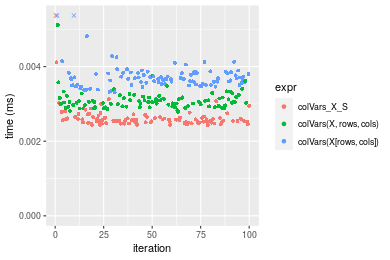 time (ms)
0.004
0.002
0.000
0
25
50
75
100
iteration
expr
colVars_X_S
colVars(X, rows, cols)
colVars(X[rows, cols])